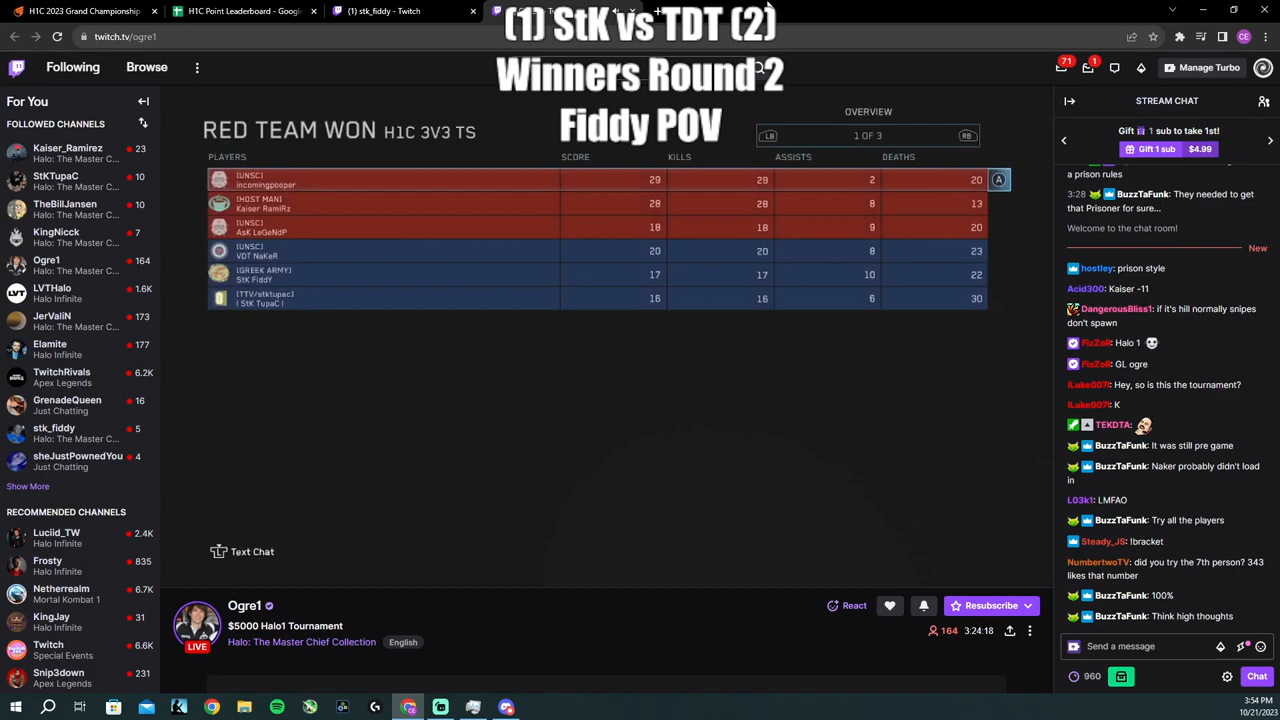 H1C 2023 Grand Championship
H1C Point Leaderboard - Google
(1) stk_fiddy - Twitch
twitch.tv/ogre1
(1) StK vs TDT (2)
Winners Round 2
Fiddy POV
Following
Browse
71
1
Manage Turbo
CE
For You
FOLLOWED CHANNELS
Kaiser_Ramirez
23
Halo: The Master C...
StKTupaC
10
Halo: The Master C...
TheBillJansen
10
Halo: The Master C...
KingNicck
7
Halo: The Master C...
Ogre1
164
Halo: The Master C...
LVTHalo
1.6K
Halo Infinite
JerValiN
173
Halo: The Master C...
Elamite
177
Halo Infinite
TwitchRivals
6.2K
Apex Legends
GrenadeQueen
16
Just Chatting
stk_fiddy
5
Halo: The Master C...
sheJustPownedYou
4
Just Chatting
Show More
RECOMMENDED CHANNELS
Luciid_TW
2.4K
Halo Infinite
Frosty
835
Halo Infinite
Netherrealm
6.7K
Mortal Kombat 1
KingJay
31
Halo Infinite
Twitch
6.6K
Special Events
Snip3down
231
Apex Legends
RED TEAM WON H1C 3V3 TS
OVERVIEW
LB 1 OF 3 RB
PLAYERS SCORE KILLS ASSISTS DEATHS
[UNSC]
incomingpooper 29 29 2 20 A
[HOST MAN]
Kaiser RamiRz 28 28 8 13
[UNSC]
AsK LeGeNdP 18 18 9 20
[UNSC]
VDT NaKeR 20 20 8 23
[GREEK ARMY]
StK FiddY 17 17 10 22
[TTV/stktupac]
I StK TupaC I 16 16 6 30
Text Chat
Ogre1
LIVE
$5000 Halo1 Tournament
Halo: The Master Chief Collection English
React
Resubscribe
164 3:24:18
STREAM CHAT
Gift 1 sub to take 1st!
Gift 1 sub $4.99
a prison rules
3:28 BuzzTaFunk: They needed to get
that Prisoner for sure...
Welcome to the chat room!
New
hostley: prison style
Acid300: Kaiser -11
DangerousBliss1: if it's hill normally snipes
don't spawn
FizZoR: Halo 1
FizZoR: GL ogre
ILuke007I: Hey, so is this the tournament?
ILuke007I: K
TEKDTA:
BuzzTaFunk: It was still pre game
BuzzTaFunk: Naker probably didn't load
in
L03k1: LMFAO
BuzzTaFunk: Try all the players
Steady_JS: !bracket
NumbertwoTV: did you try the 7th person? 343
likes that number
BuzzTaFunk: 100%
BuzzTaFunk: Think high thoughts
Send a message
960
Chat
3:54 PM
10/21/2023